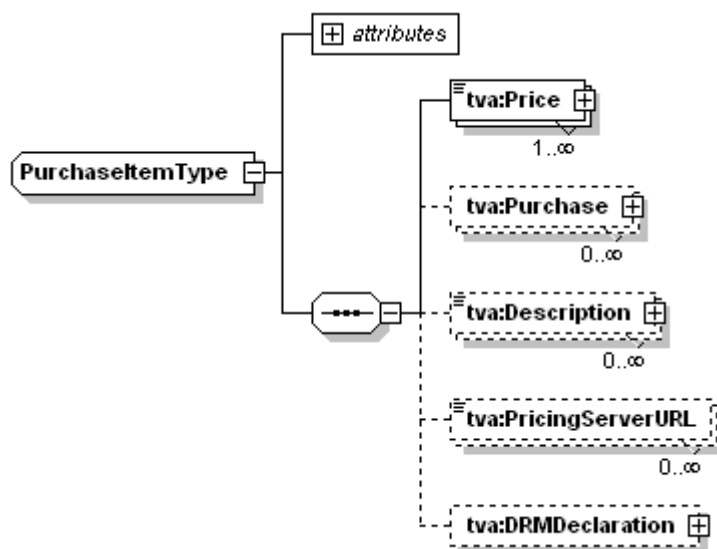 attributes
tva:Price
1..∞
PurchaseItemType
tva:Purchase
0..∞
tva:Description
0..∞
tva:PricingServerURL
0..∞
tva:DRMDeclaration